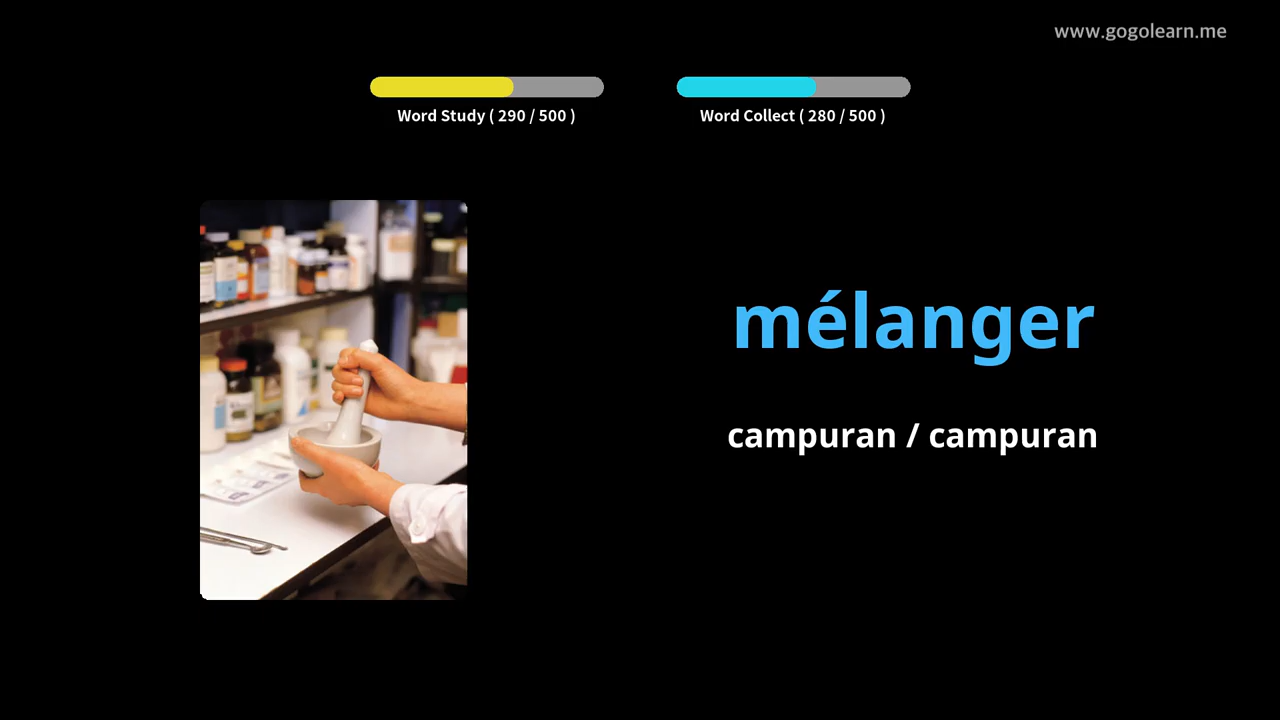 www.gogolearn.me
Word Study ( 290 / 500 )
Word Collect ( 280 / 500 )
mélanger
campuran / campuran